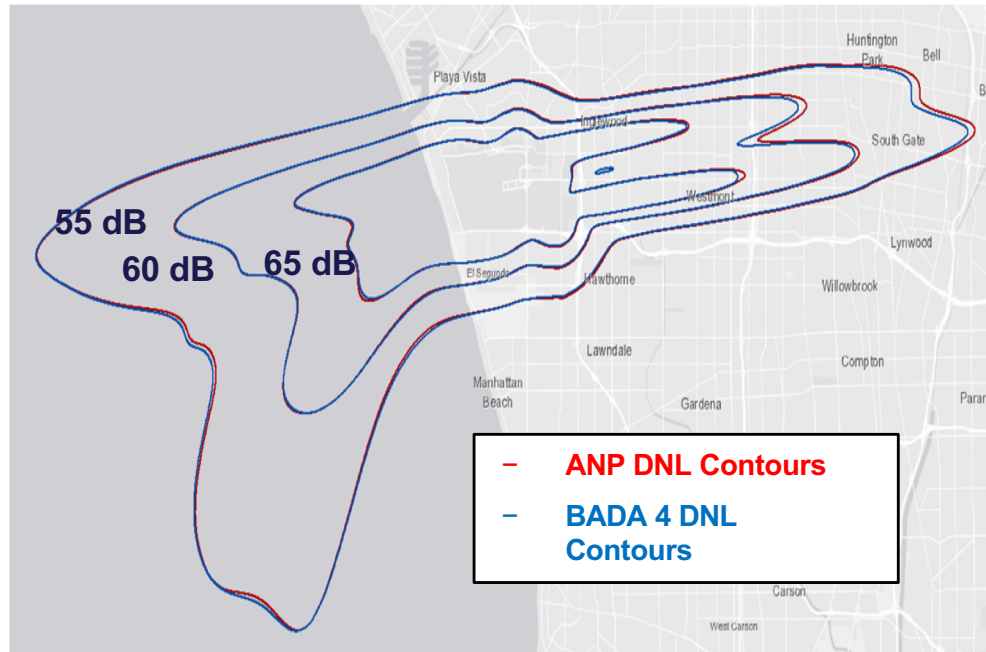 Huntington
Park
Bell
B
Playa Vista
Inglewood
South Gate
Westmont
55 dB
60 dB
65 dB
El Segundo
Hawthorne
Lynwood
Willowbrook
Lawndale
Compton
Manhattan
Beach
Gardena
Param
– ANP DNL Contours
– BADA 4 DNL
Contours
Carson
West Carson